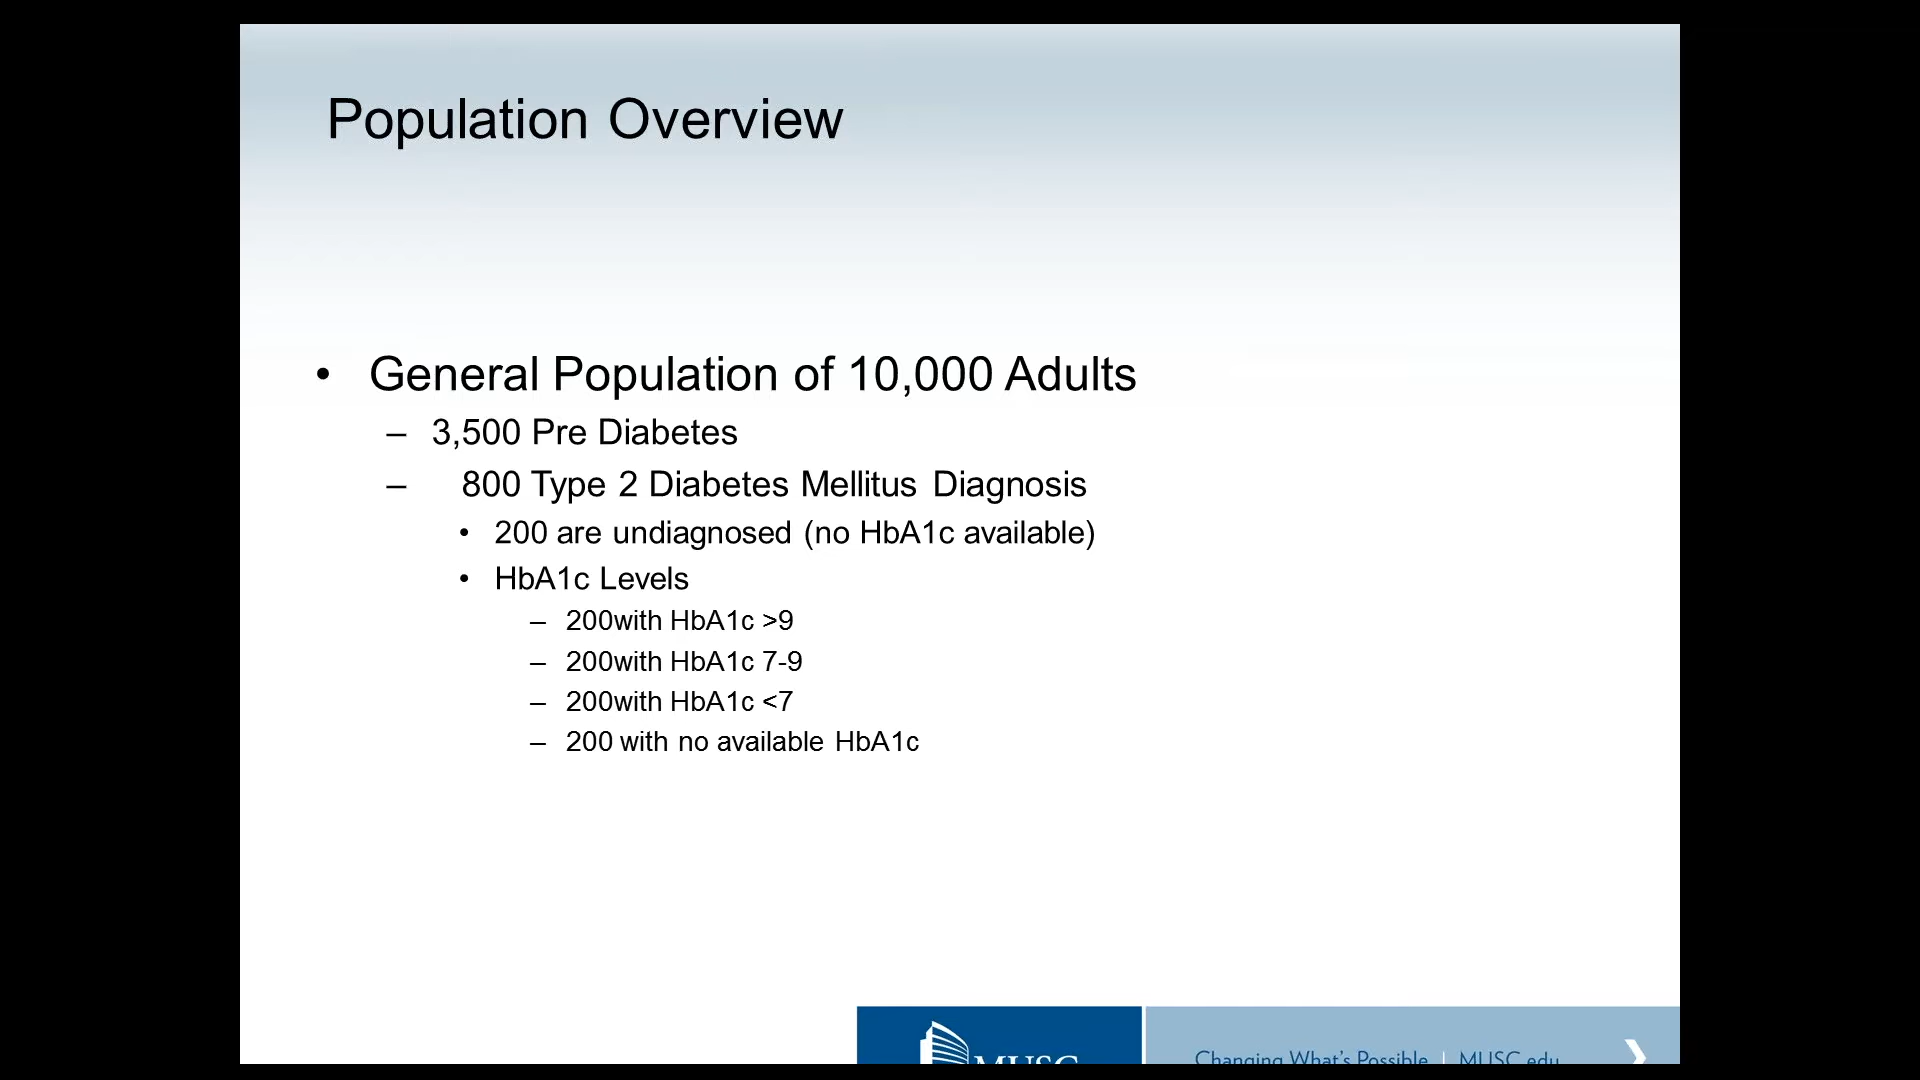 Population Overview
• General Population of 10,000 Adults
– 3,500 Pre Diabetes
– 800 Type 2 Diabetes Mellitus Diagnosis
• 200 are undiagnosed (no HbA1c available)
• HbA1c Levels
– 200with HbA1c >9
– 200with HbA1c 7-9
– 200with HbA1c <7
– 200 with no available HbA1c
MUSC
Changing What's Possible | MUSC.edu